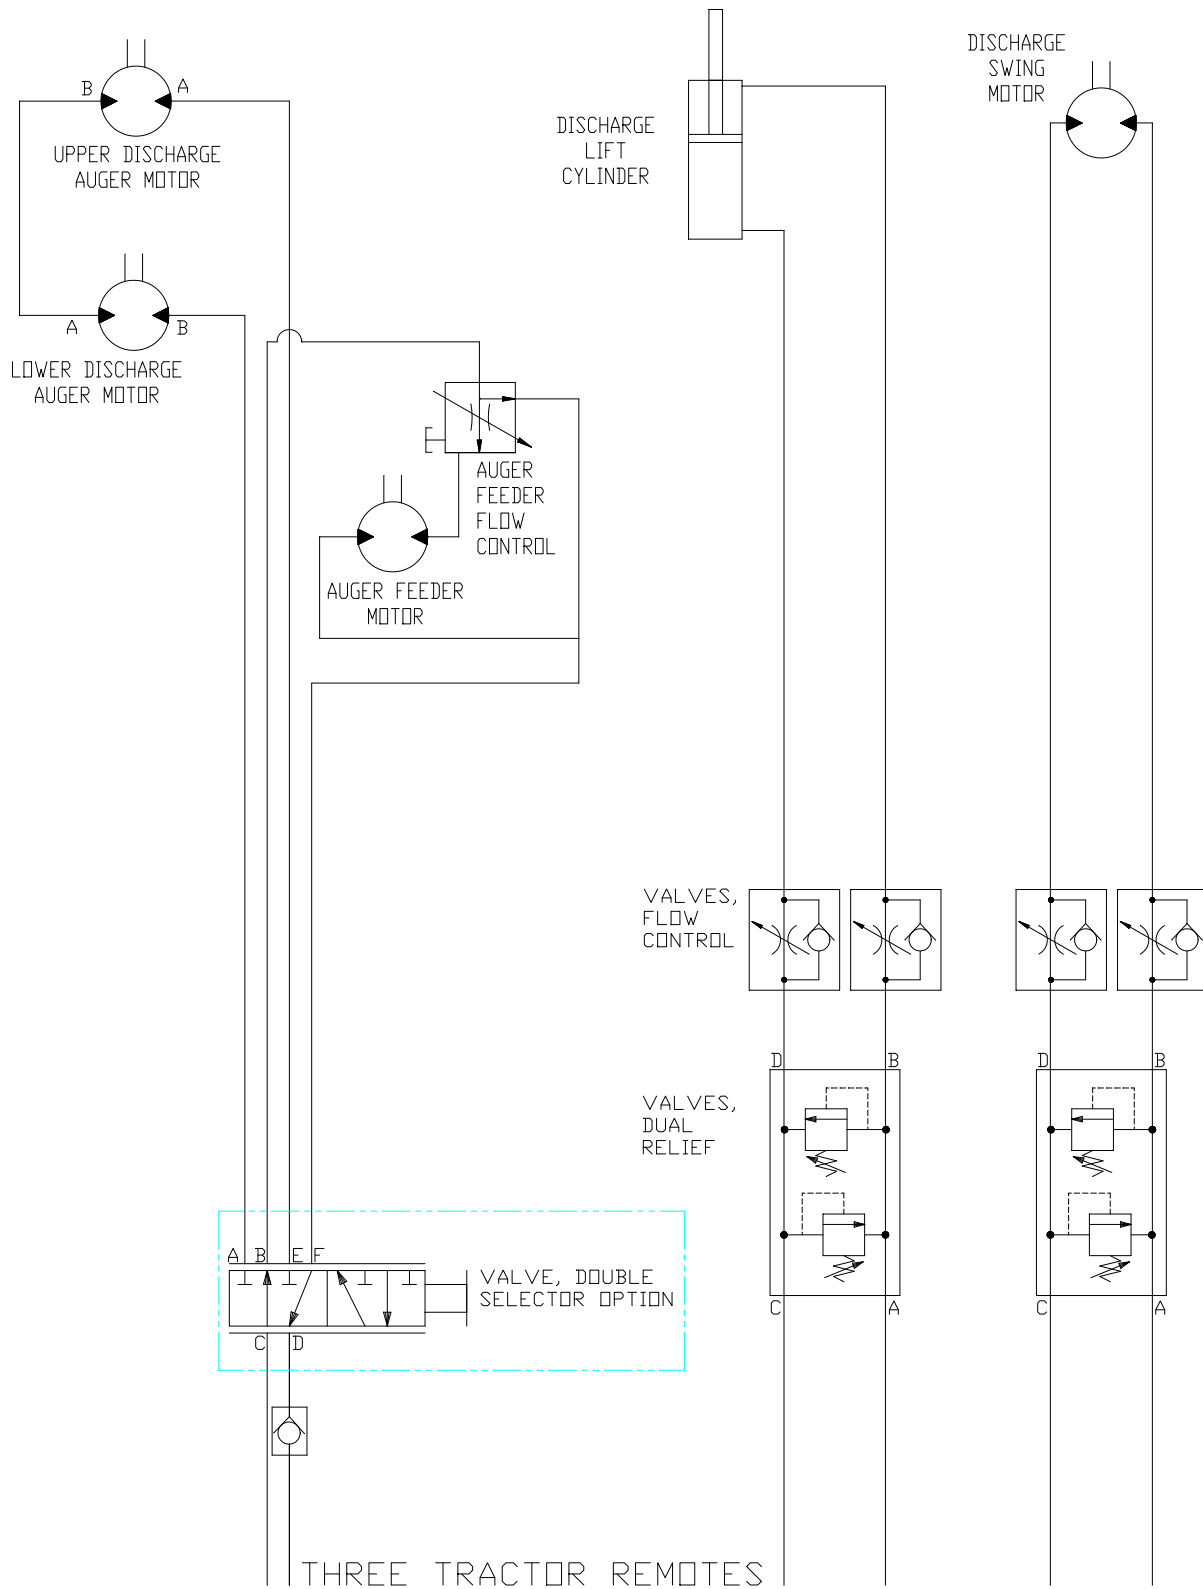 B A
UPPER DISCHARGE
AUGER MOTOR
A B
LOWER DISCHARGE
AUGER MOTOR
AUGER
FEEDER
FLOW
CONTROL
AUGER FEEDER
MOTOR
DISCHARGE
LIFT
CYLINDER
DISCHARGE
SWING
MOTOR
VALVES,
FLOW
CONTROL
D B
D B
VALVES,
DUAL
RELIEF
C A
C A
A B E F
VALVE, DOUBLE
SELECTOR OPTION
C D
THREE TRACTOR REMOTES